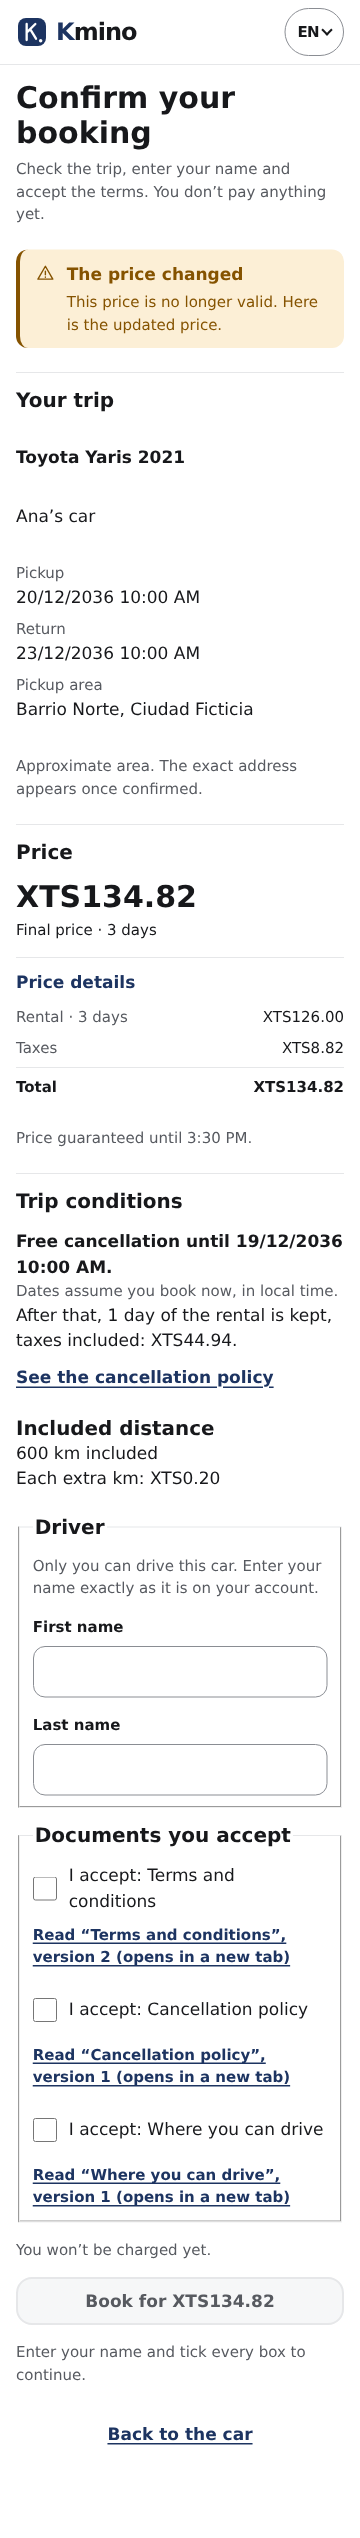 K. Kmino
EN
Confirm your
booking
Check the trip, enter your name and
accept the terms. You don’t pay anything
yet.
The price changed
This price is no longer valid. Here
is the updated price.
Your trip
Toyota Yaris 2021
Ana’s car
Pickup
20/12/2036 10:00 AM
Return
23/12/2036 10:00 AM
Pickup area
Barrio Norte, Ciudad Ficticia
Approximate area. The exact address
appears once confirmed.
Price
XTS134.82
Final price · 3 days
Price details
Rental · 3 days XTS126.00
Taxes XTS8.82
Total XTS134.82
Price guaranteed until 3:30 PM.
Trip conditions
Free cancellation until 19/12/2036
10:00 AM.
Dates assume you book now, in local time.
After that, 1 day of the rental is kept,
taxes included: XTS44.94.
See the cancellation policy
Included distance
600 km included
Each extra km: XTS0.20
Driver
Only you can drive this car. Enter your
name exactly as it is on your account.
First name
Last name
Documents you accept
I accept: Terms and
conditions
Read “Terms and conditions”,
version 2 (opens in a new tab)
I accept: Cancellation policy
Read “Cancellation policy”,
version 1 (opens in a new tab)
I accept: Where you can drive
Read “Where you can drive”,
version 1 (opens in a new tab)
You won’t be charged yet.
Book for XTS134.82
Enter your name and tick every box to
continue.
Back to the car